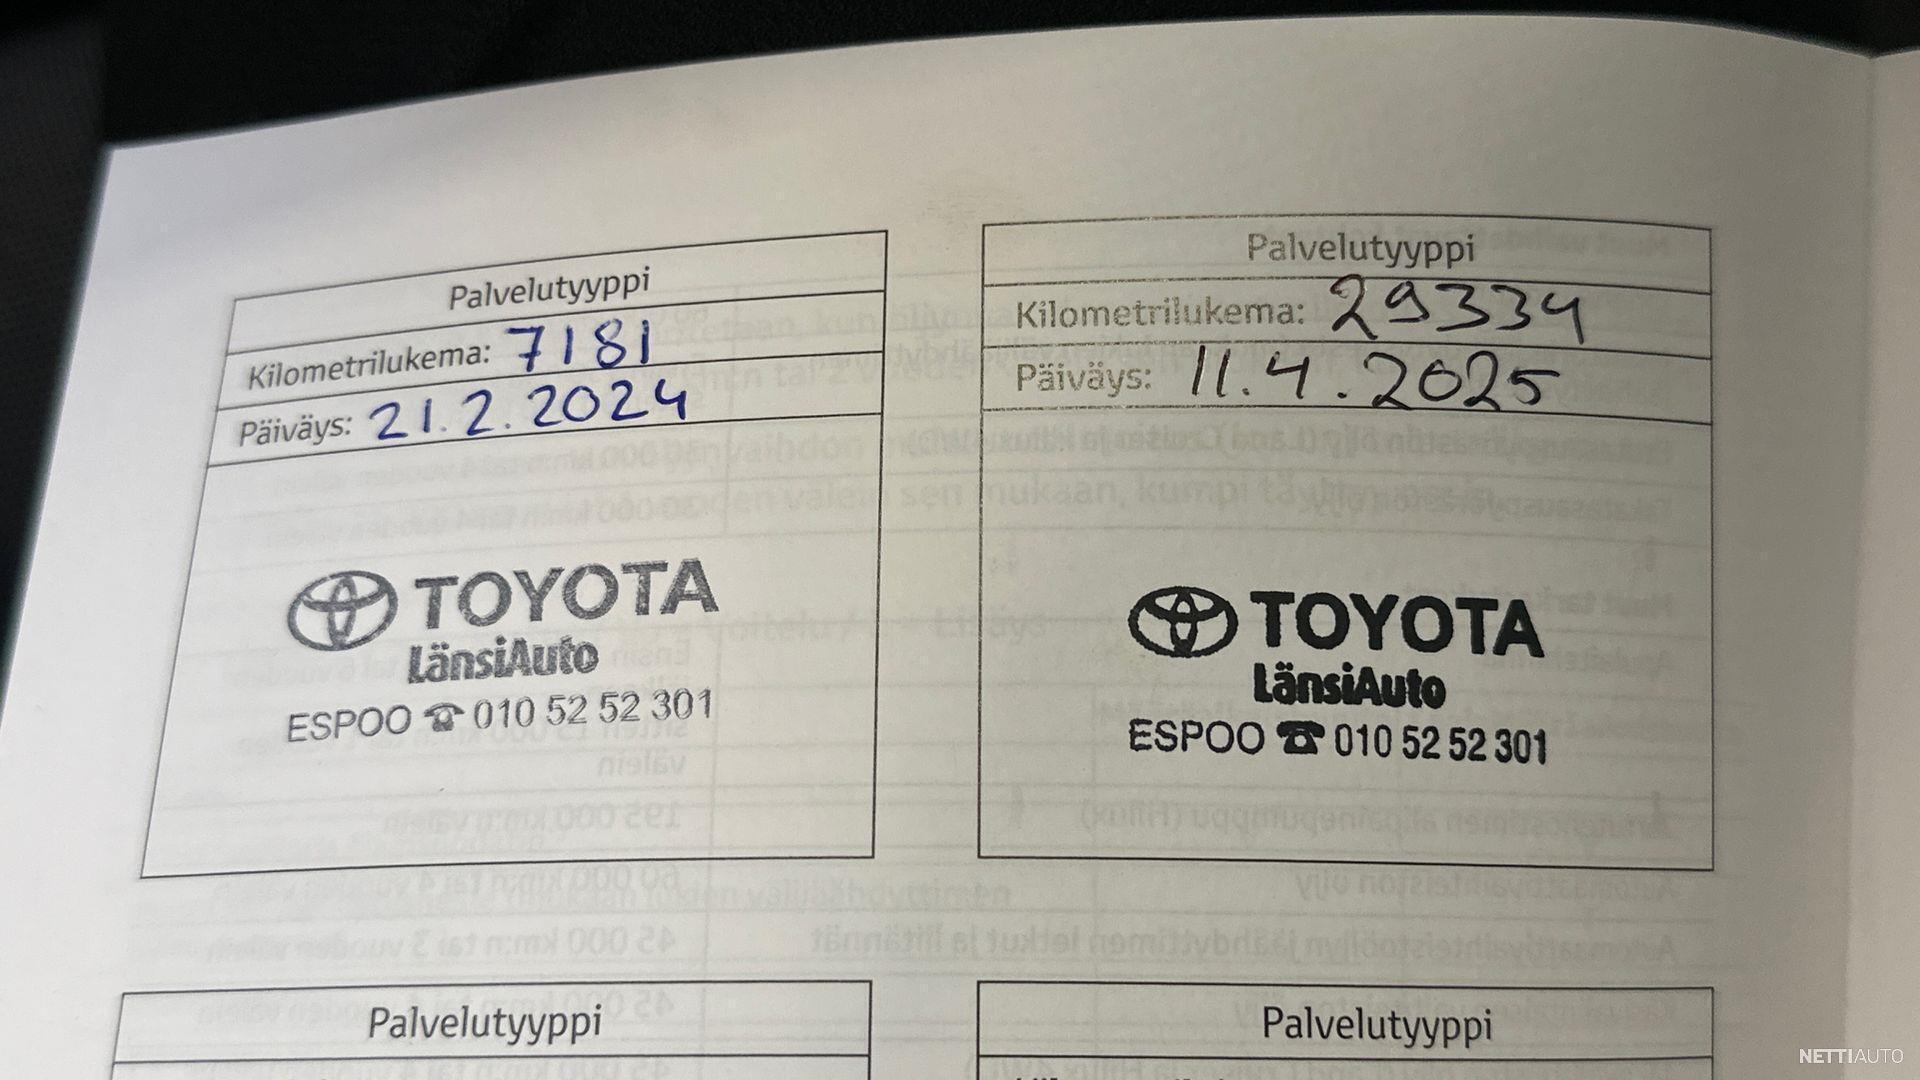 Palvelutyyppi
Kilometrilukema: 7181
Päiväys: 21.2.2024
TOYOTA
LänsiAuto
ESPOO ☎ 010 52 52 301
Palvelutyyppi
Kilometrilukema: 29334
Päiväys: 11.4.2025
TOYOTA
LänsiAuto
ESPOO ☎ 010 52 52 301
Palvelutyyppi
Palvelutyyppi
NETTIAUTO